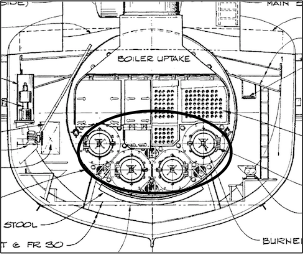 SIDE)
MAIN
BOILER UPTAKE
STOOL
T & FR 30
BURNE